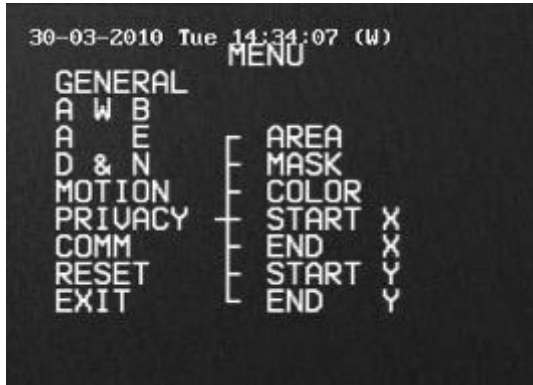 30-03-2010 Tue 14:34:07 (W)
MENU
GENERAL
A W B
A E AREA
D & N MASK
MOTION COLOR
PRIVACY START X
COMM END X
RESET START Y
EXIT END Y